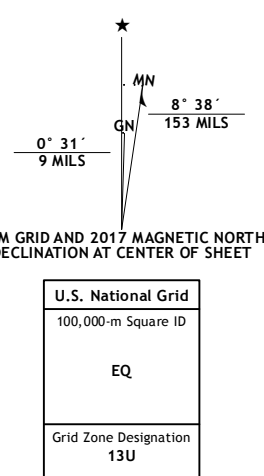 MN
8° 38´
153 MILS
GN
0° 31´
9 MILS
M GRID AND 2017 MAGNETIC NORTH
DECLINATION AT CENTER OF SHEET
U.S. National Grid
100,000-m Square ID
EQ
Grid Zone Designation
13U